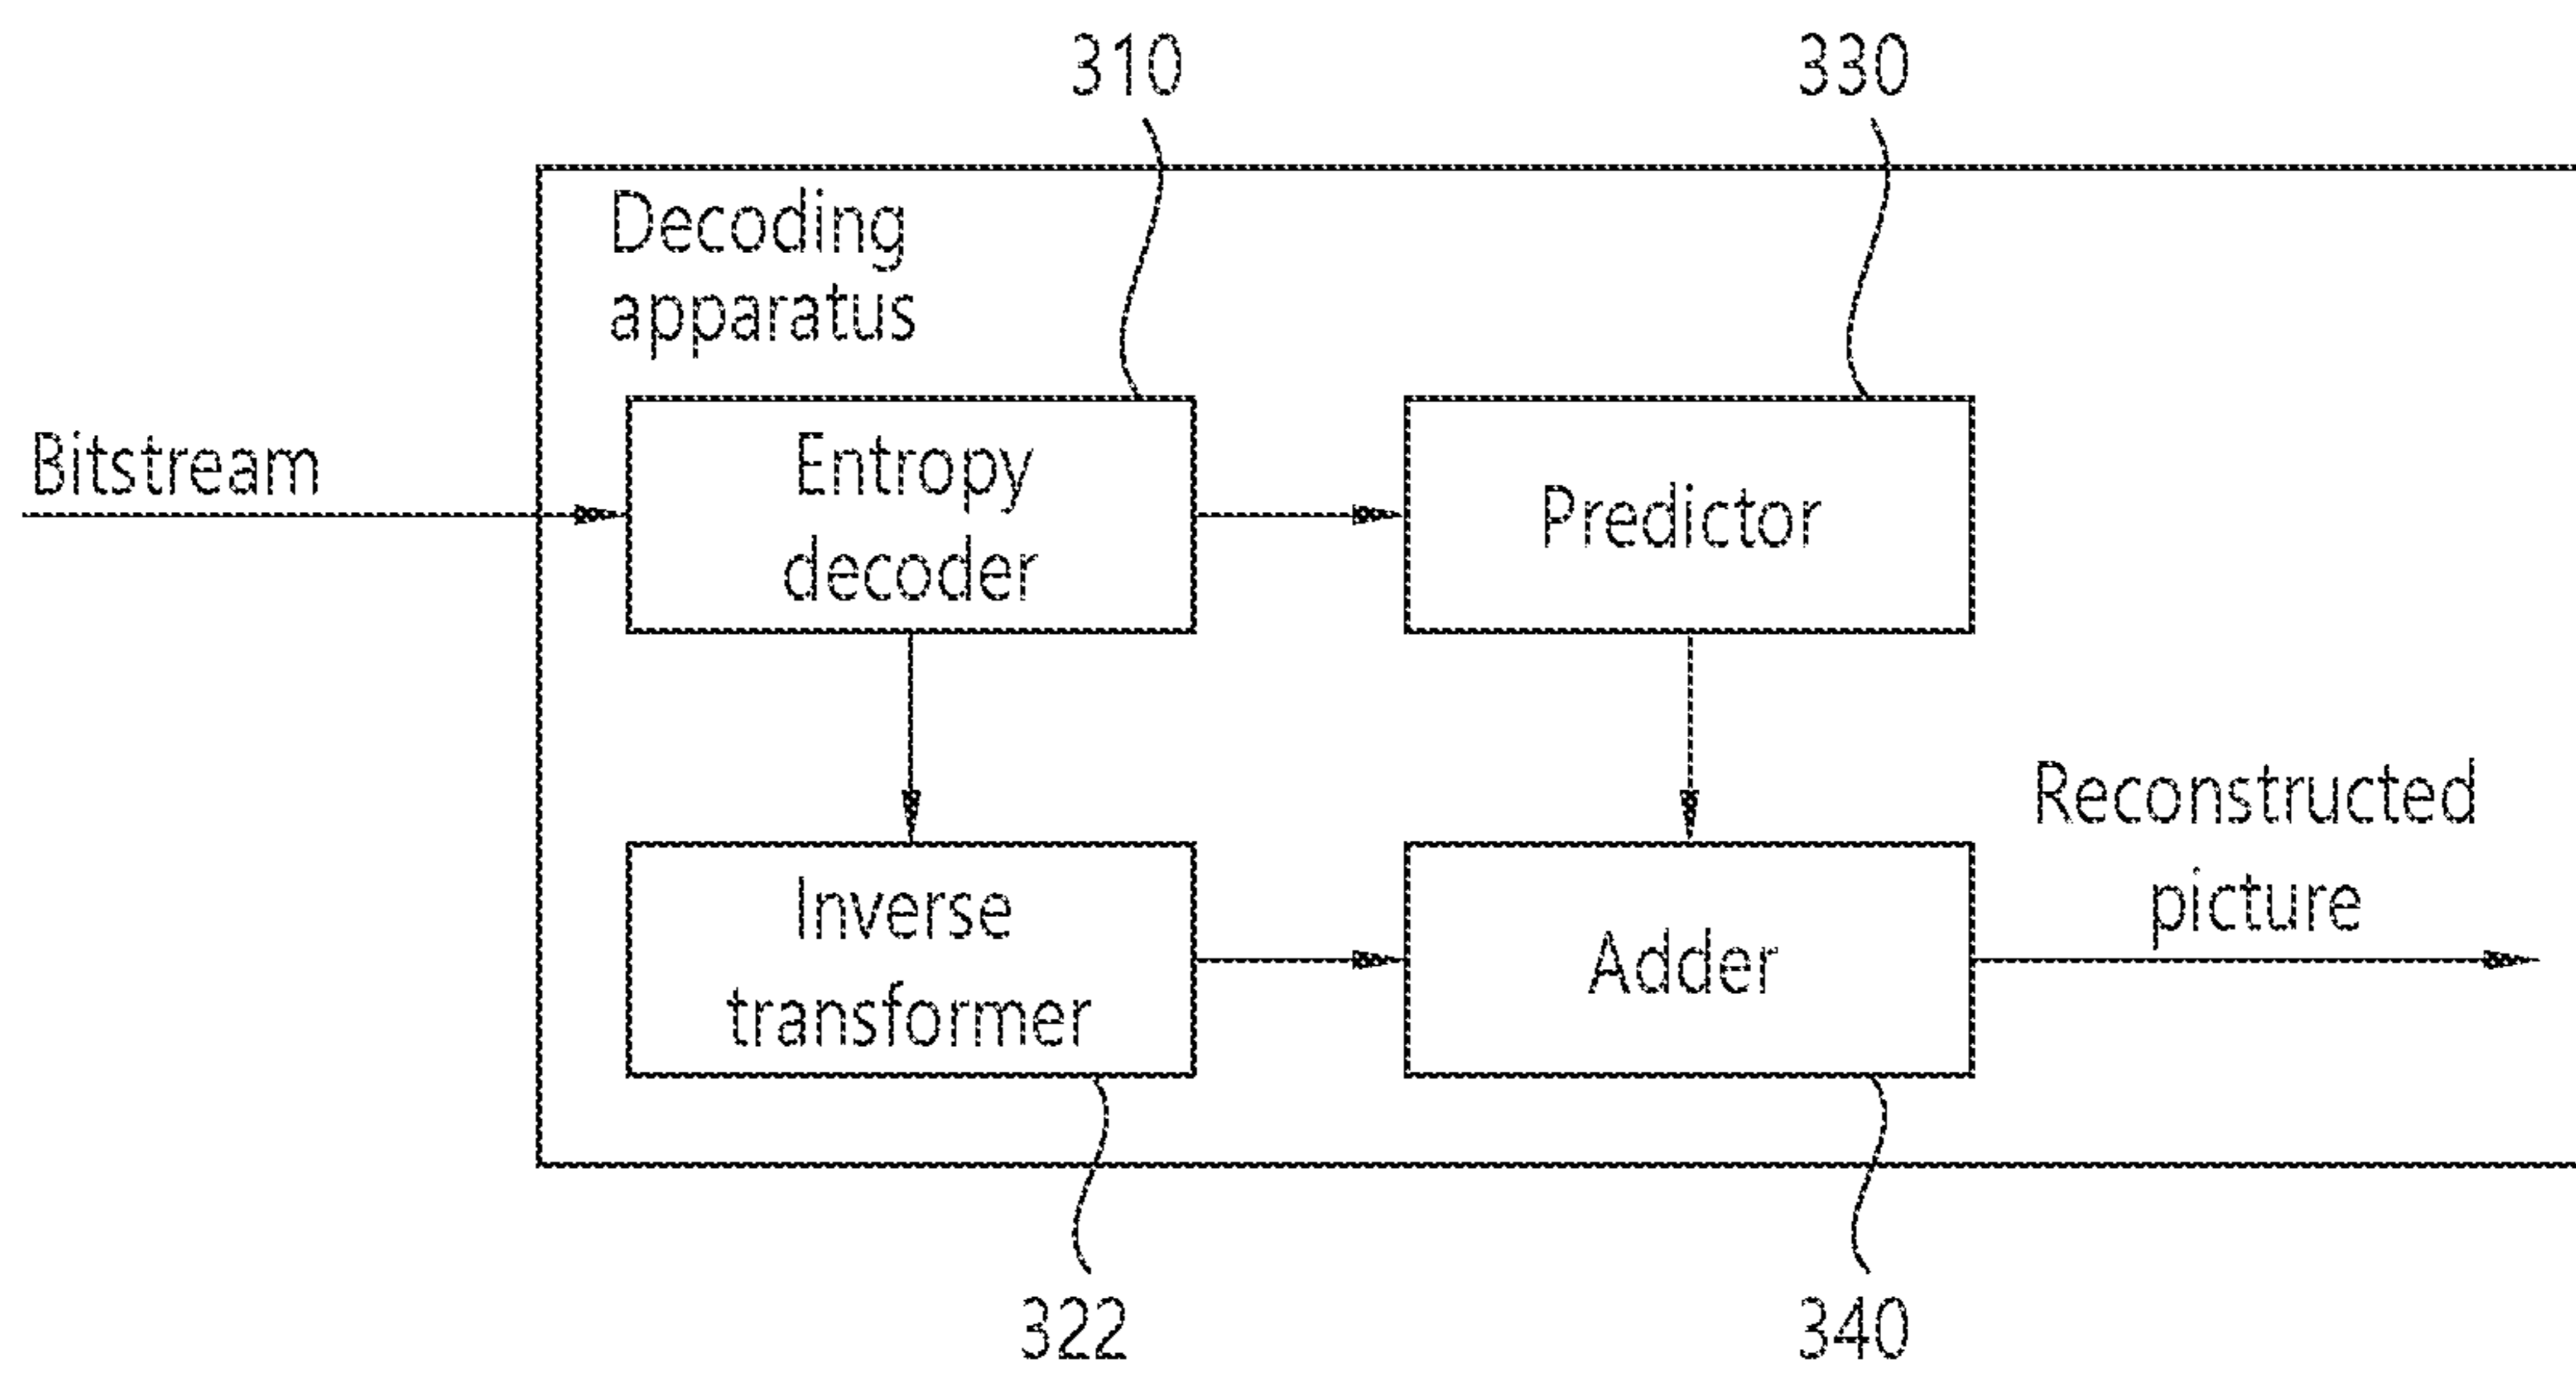 310
330
Decoding
apparatus
Bitstream
Entropy
decoder
Predictor
Reconstructed
picture
Inverse
transformer
Adder
322
340